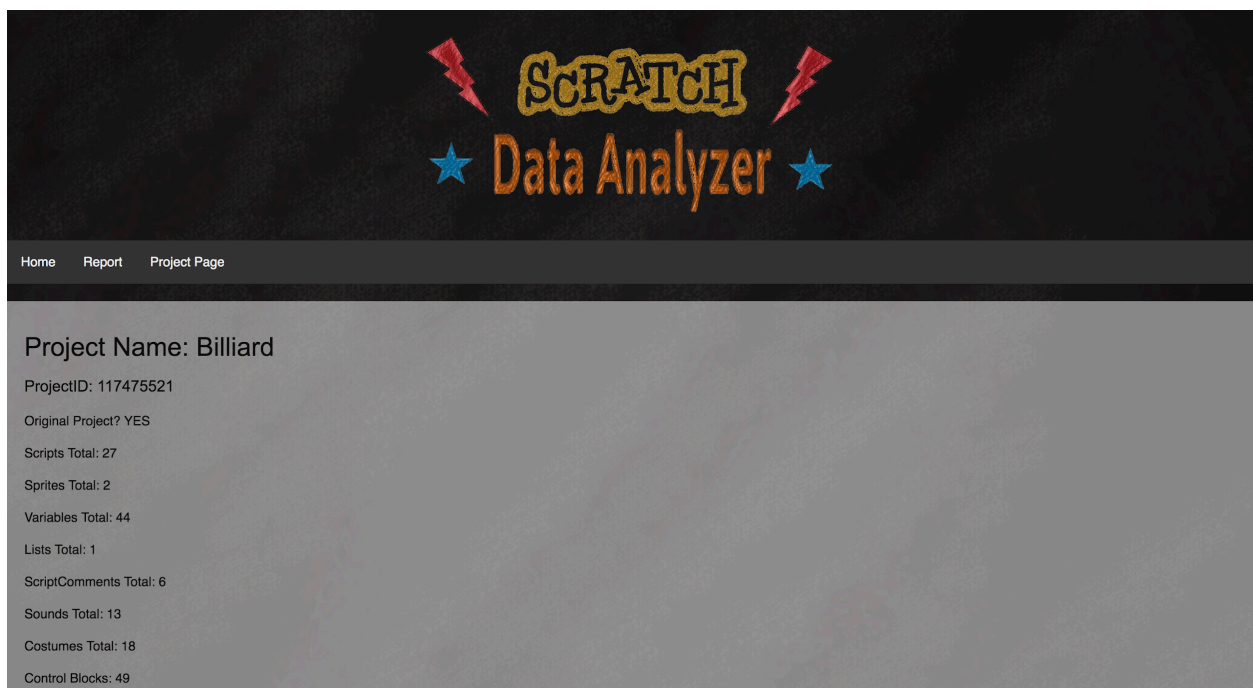 SCRATCH
Data Analyzer
Home Report Project Page
Project Name: Billiard
ProjectID: 117475521
Original Project? YES
Scripts Total: 27
Sprites Total: 2
Variables Total: 44
Lists Total: 1
ScriptComments Total: 6
Sounds Total: 13
Costumes Total: 18
Control Blocks: 49